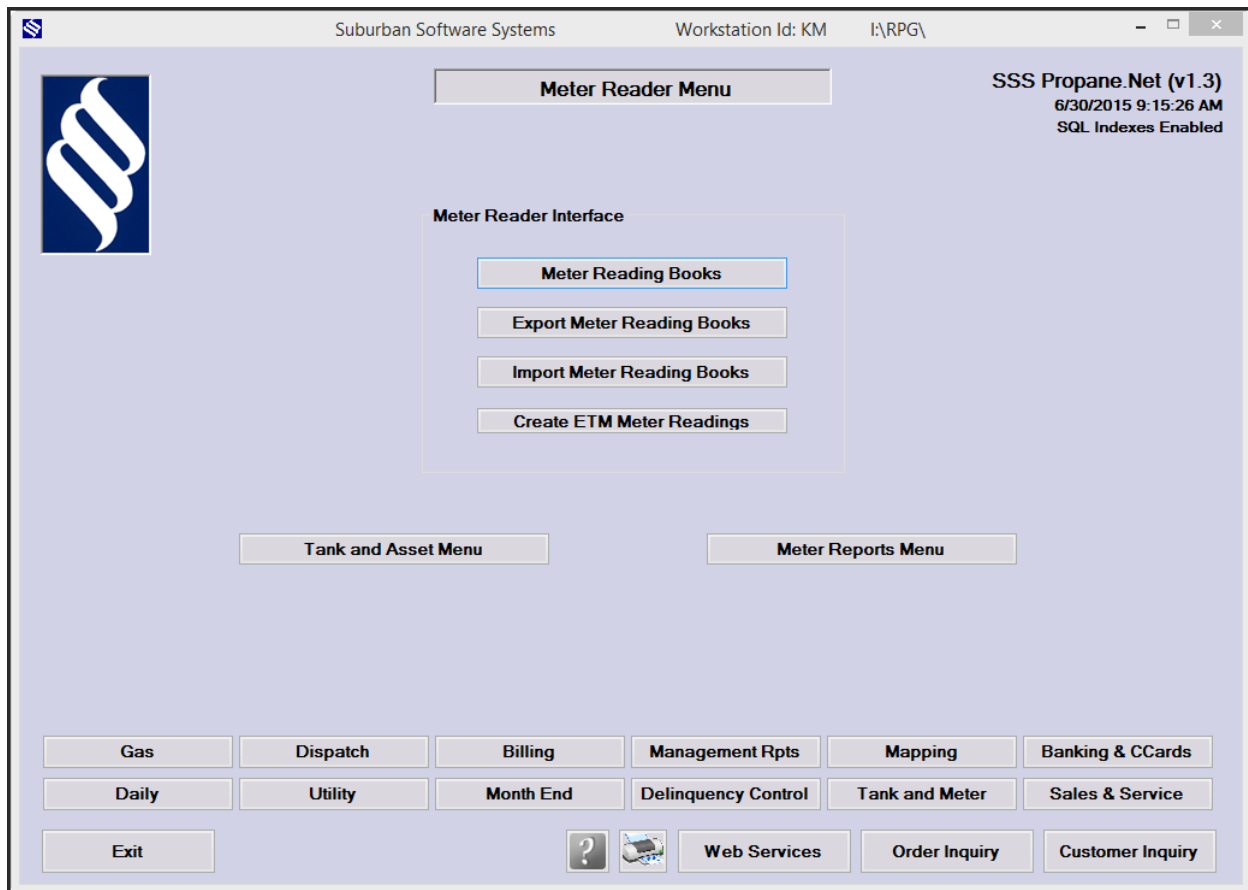 Suburban Software Systems Workstation Id: KM I:\RPG\
Meter Reader Menu
SSS Propane.Net (v1.3)
6/30/2015 9:15:26 AM
SQL Indexes Enabled
Meter Reader Interface
Meter Reading Books
Export Meter Reading Books
Import Meter Reading Books
Create ETM Meter Readings
Tank and Asset Menu Meter Reports Menu
Gas Dispatch Billing Management Rpts Mapping Banking & CCards
Daily Utility Month End Delinquency Control Tank and Meter Sales & Service
Exit ? Web Services Order Inquiry Customer Inquiry